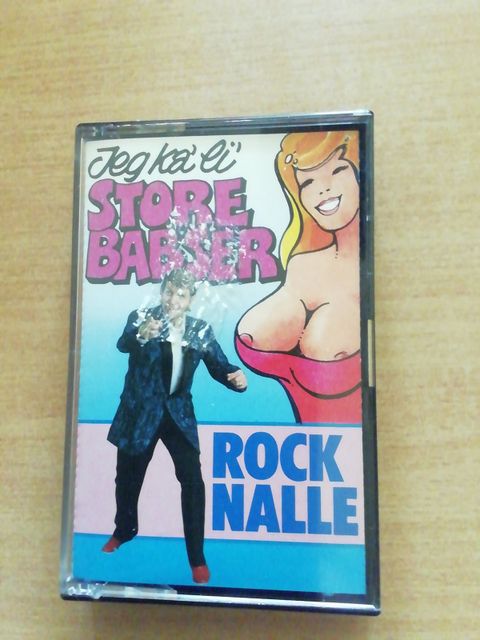 Jeg ka' li'
STORE
BABSER
ROCK
NALLE